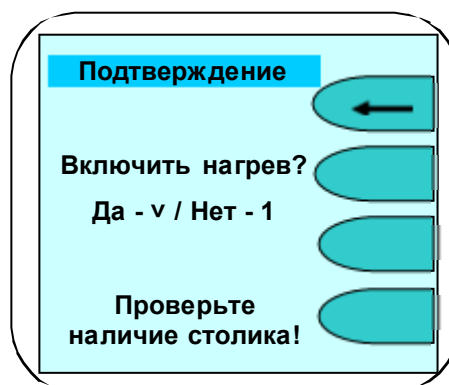 Подтверждение
Включить нагрев?
Да - v / Нет - 1
Проверьте
наличие столика!